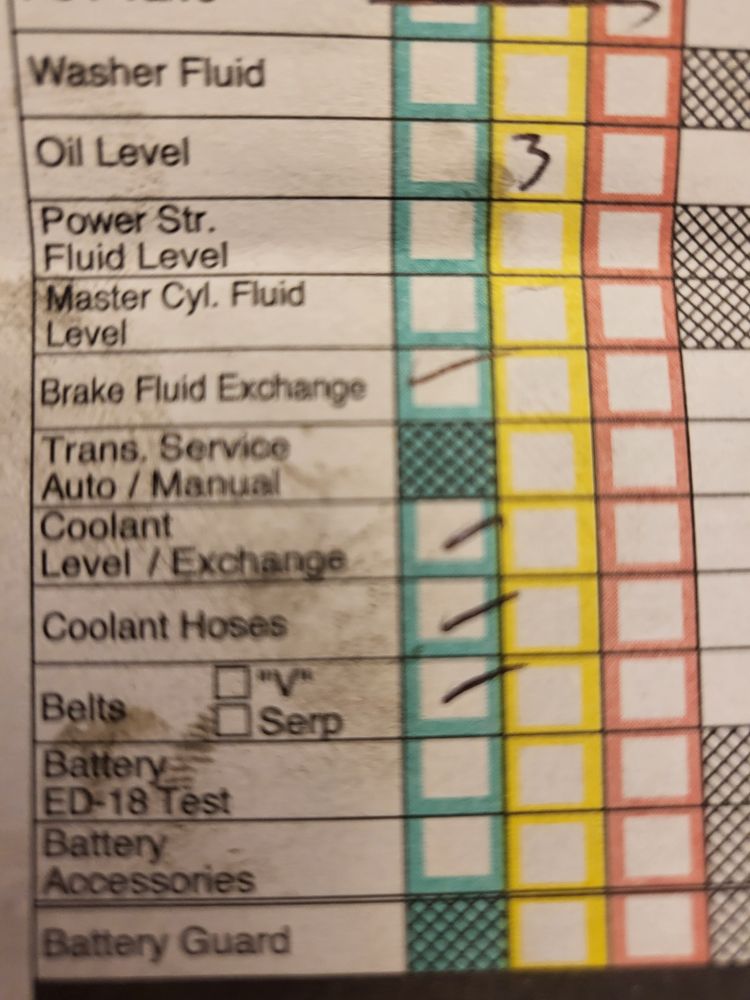 Washer Fluid
Oil Level 3
Power Str.
Fluid Level
Master Cyl. Fluid
Level
Brake Fluid Exchange
Trans. Service
Auto / Manual
Coolant
Level / Exchange
Coolant Hoses
Belts "V"
Serp
Battery
ED-18 Test
Battery
Accessories
Battery Guard